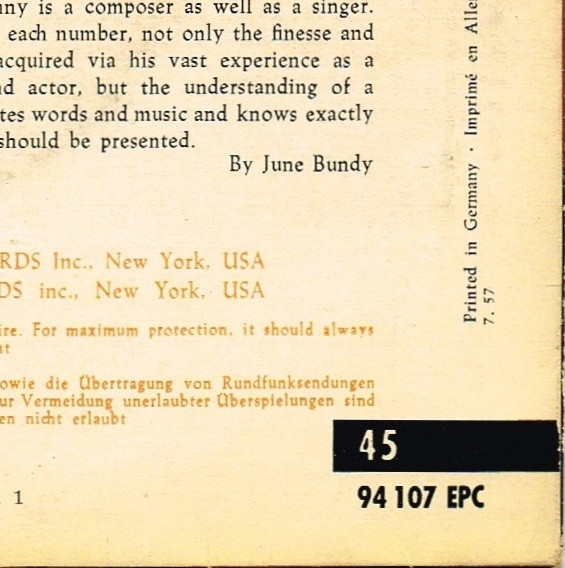 nny is a composer as well as a singer.
each number, not only the finesse and
acquired via his vast experience as a
nd actor, but the understanding of a
tes words and music and knows exactly
should be presented.
By June Bundy
RDS Inc., New York, USA
DS inc., New York, USA
ire. For maximum protection, it should always
ut
sowie die Übertragung von Rundfunksendungen
ur Vermeidung unerlaubter Überspielungen sind
en nicht erlaubt
1
45
94 107 EPC
Printed in Germany · Imprimé en Alle
7. 57